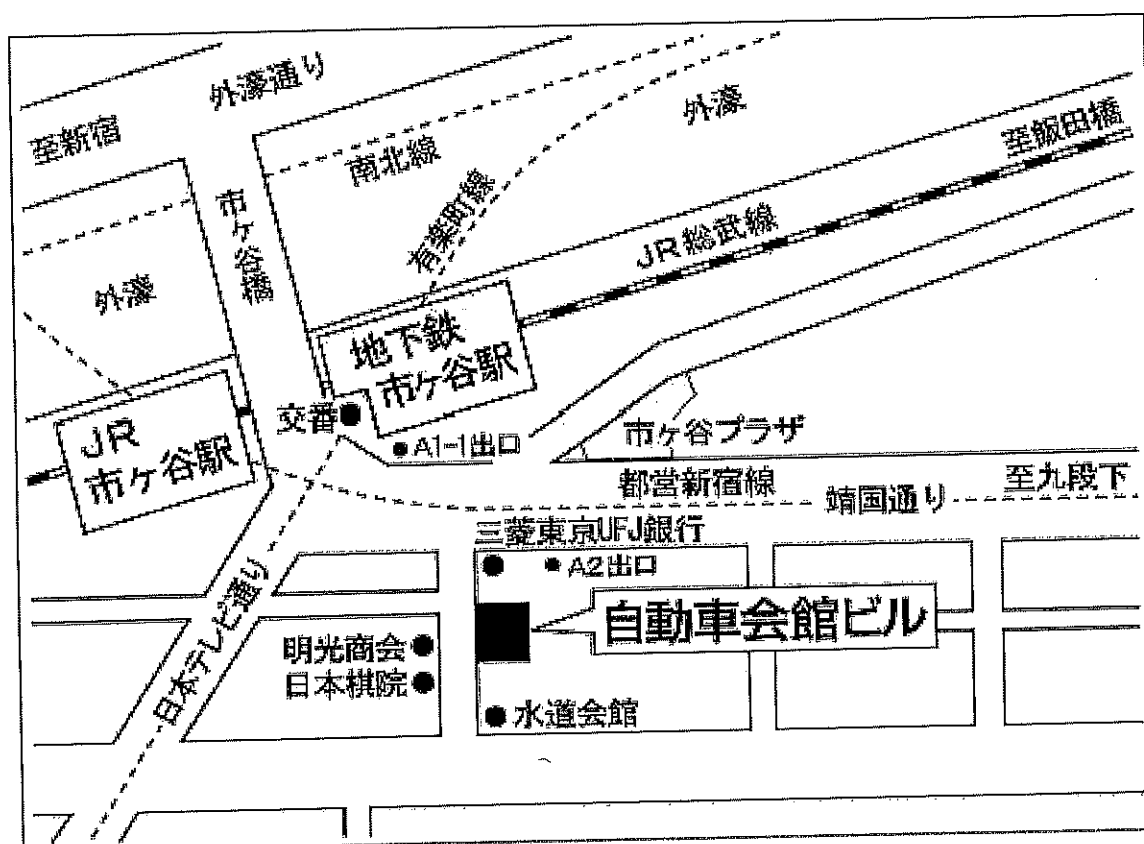 外濠通り
至新宿
南北線
外濠
至飯田橋
市ヶ谷橋
有楽町線
JR総武線
外濠
地下鉄
市ケ谷駅
JR
市ケ谷駅
交番
A1-1出口
市ヶ谷プラザ
都営新宿線
靖国通り
至九段下
三菱東京UFJ銀行
A2出口
日本テレビ通り
自動車会館ビル
明光商会
日本棋院
水道会館